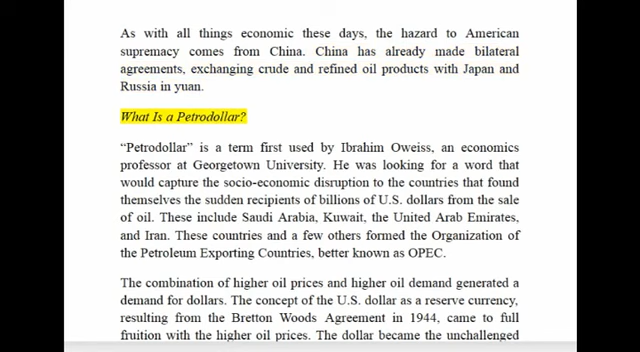 As with all things economic these days, the hazard to American
supremacy comes from China. China has already made bilateral
agreements, exchanging crude and refined oil products with Japan and
Russia in yuan.
What Is a Petrodollar?
“Petrodollar” is a term first used by Ibrahim Oweiss, an economics
professor at Georgetown University. He was looking for a word that
would capture the socio-economic disruption to the countries that found
themselves the sudden recipients of billions of U.S. dollars from the sale
of oil. These include Saudi Arabia, Kuwait, the United Arab Emirates,
and Iran. These countries and a few others formed the Organization of
the Petroleum Exporting Countries, better known as OPEC.
The combination of higher oil prices and higher oil demand generated a
demand for dollars. The concept of the U.S. dollar as a reserve currency,
resulting from the Bretton Woods Agreement in 1944, came to full
fruition with the higher oil prices. The dollar became the unchallenged